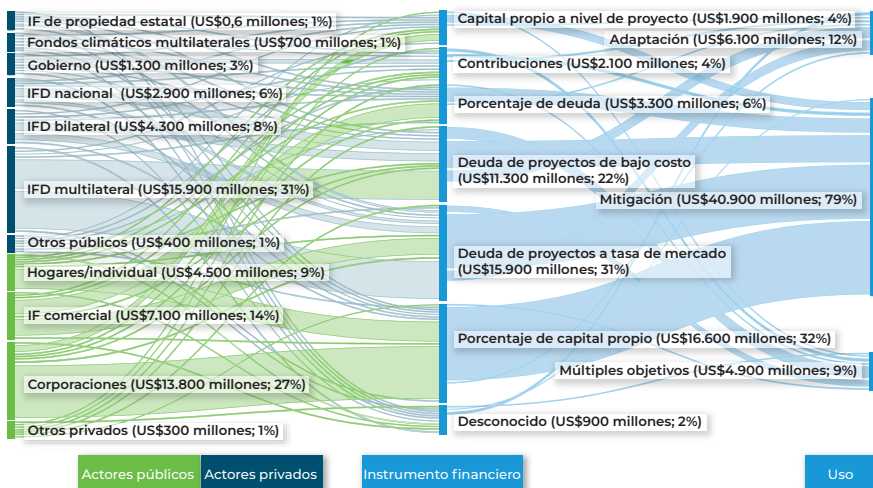 IF de propiedad estatal (US$0,6 millones; 1%)
Fondos climáticos multilaterales (US$700 millones; 1%)
Gobierno (US$1.300 millones; 3%)
IFD nacional (US$2.900 millones; 6%)
IFD bilateral (US$4.300 millones; 8%)
IFD multilateral (US$15.900 millones; 31%)
Otros públicos (US$400 millones; 1%)
Hogares/individual (US$4.500 millones; 9%)
IF comercial (US$7.100 millones; 14%)
Corporaciones (US$13.800 millones; 27%)
Otros privados (US$300 millones; 1%)
Capital propio a nivel de proyecto (US$1.900 millones; 4%)
Adaptación (US$6.100 millones; 12%)
Contribuciones (US$2.100 millones; 4%)
Porcentaje de deuda (US$3.300 millones; 6%)
Deuda de proyectos de bajo costo
(US$11.300 millones; 22%)
Mitigación (US$40.900 millones; 79%)
Deuda de proyectos a tasa de mercado
(US$15.900 millones; 31%)
Porcentaje de capital propio (US$16.600 millones; 32%)
Múltiples objetivos (US$4.900 millones; 9%)
Desconocido (US$900 millones; 2%)
Actores públicos
Actores privados
Instrumento financiero
Uso